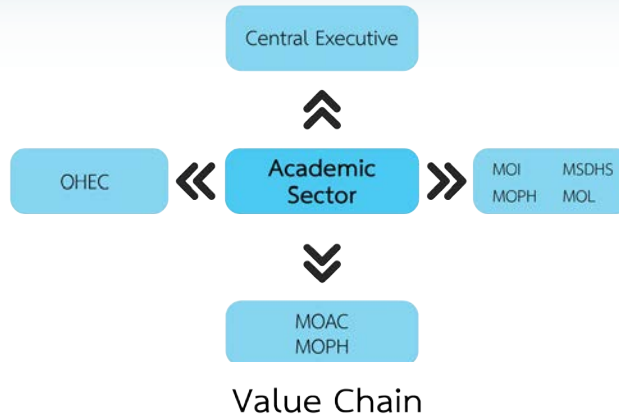 Central Executive
OHEC
Academic
Sector
MOI MSDHS
MOPH MOL
MOAC
MOPH
Value Chain